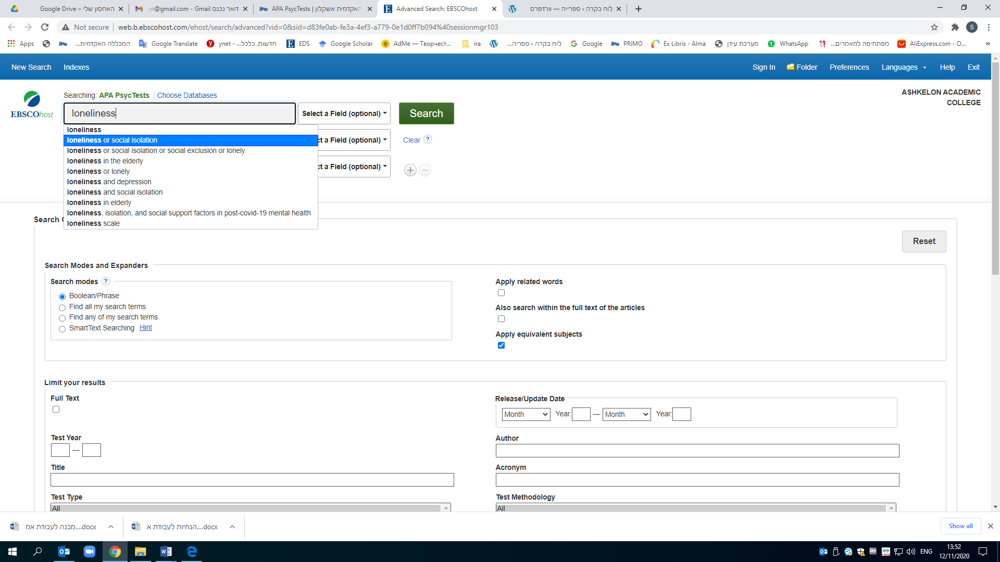 האחסון שלי – Google Drive
דואר נכנס - on@gmail.com - Gmail
APA PsycTests | האקדמית אשקלון
Advanced Search: EBSCOhost
לוח בקרה ‹ ספרייה — וורדפרס
Not secure
web.b.ebscohost.com/ehost/search/advanced?vid=0&sid=d83fe0ab-fe3a-4ef3-a779-0e1d0ff7b094%40sessionmgr103
S
Apps
המכללה האקדמית...
Google Translate
ynet - חדשות, כלכל...
EDS
Google Scholar
AdMe — Творчест...
ira
לוח בקרה ‹ ספריה...
Google
PRIMO
Ex Libris - Alma
מערכת עידן
WhatsApp
מפתחיפה למאמרים...
AliExpress.com - O...
New Search
Indexes
Sign In
Folder
Preferences
Languages
Help
Exit
EBSCOhost
Searching: APA PsycTests
Choose Databases
ASHKELON ACADEMIC
COLLEGE
loneliness
Select a Field (optional)
Search
loneliness
loneliness or social isolation
ct a Field (optional)
Clear
?
loneliness or social isolation or social exclusion or lonely
loneliness in the elderly
loneliness or lonely
ct a Field (optional)
loneliness and depression
loneliness and social isolation
loneliness in elderly
loneliness, isolation, and social support factors in post-covid-19 mental health
loneliness scale
Search
Reset
Search Modes and Expanders
Search modes
?
Boolean/Phrase
Find all my search terms
Find any of my search terms
SmartText Searching Hint
Apply related words
Also search within the full text of the articles
Apply equivalent subjects
Limit your results
Full Text
Release/Update Date
Month
Year:
—
Month
Year:
Test Year
—
Author
Title
Acronym
Test Type
Test Methodology
All
All
מבנה לעבודת אמ....docx
הנחיות לעבודת א....docx
Show all
ENG
13:52
12/11/2020